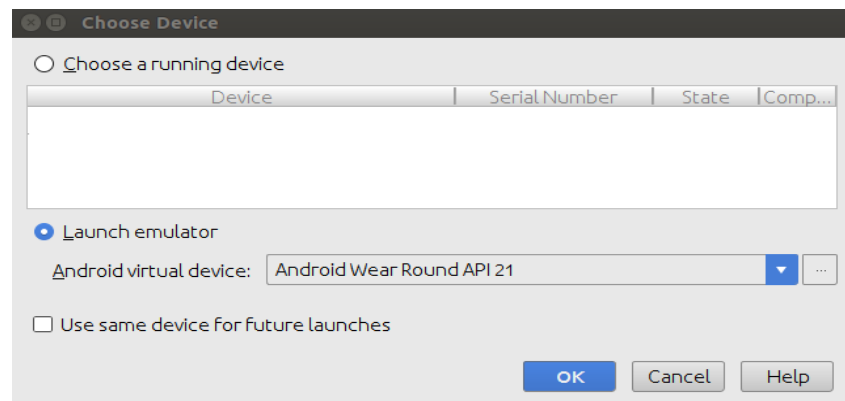 Choose Device
Choose a running device
Device Serial Number State Comp...
Launch emulator
Android virtual device: Android Wear Round API 21 ...
Use same device for future launches
OK Cancel Help